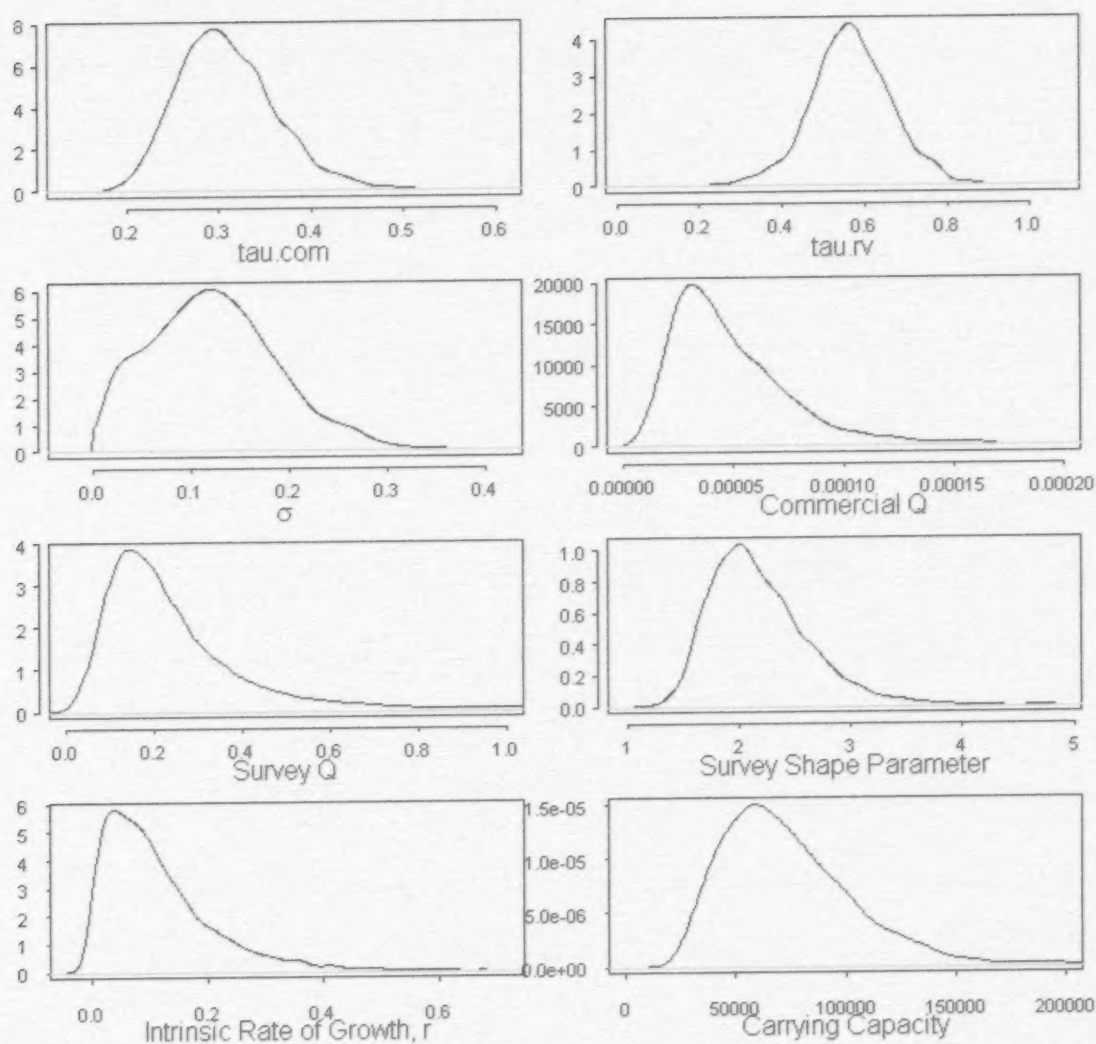 8
6
4
2
0
0.2 0.3 0.4 0.5 0.6
tau.com
4
3
2
1
0
0.0 0.2 0.4 0.6 0.8 1.0
tau.rv
6
5
4
3
2
1
0
0.0 0.1 0.2 0.3 0.4
σ
20000
15000
10000
5000
0
0.00000 0.00005 0.00010 0.00015 0.00020
Commercial Q
4
3
2
1
0
0.0 0.2 0.4 0.6 0.8 1.0
Survey Q
1.0
0.8
0.6
0.4
0.2
0.0
1 2 3 4 5
Survey Shape Parameter
6
5
4
3
2
1
0
0.0 0.2 0.4 0.6
Intrinsic Rate of Growth, r
1.5e-05
1.0e-05
5.0e-06
0.0e+00
0 50000 100000 150000 200000
Carrying Capacity